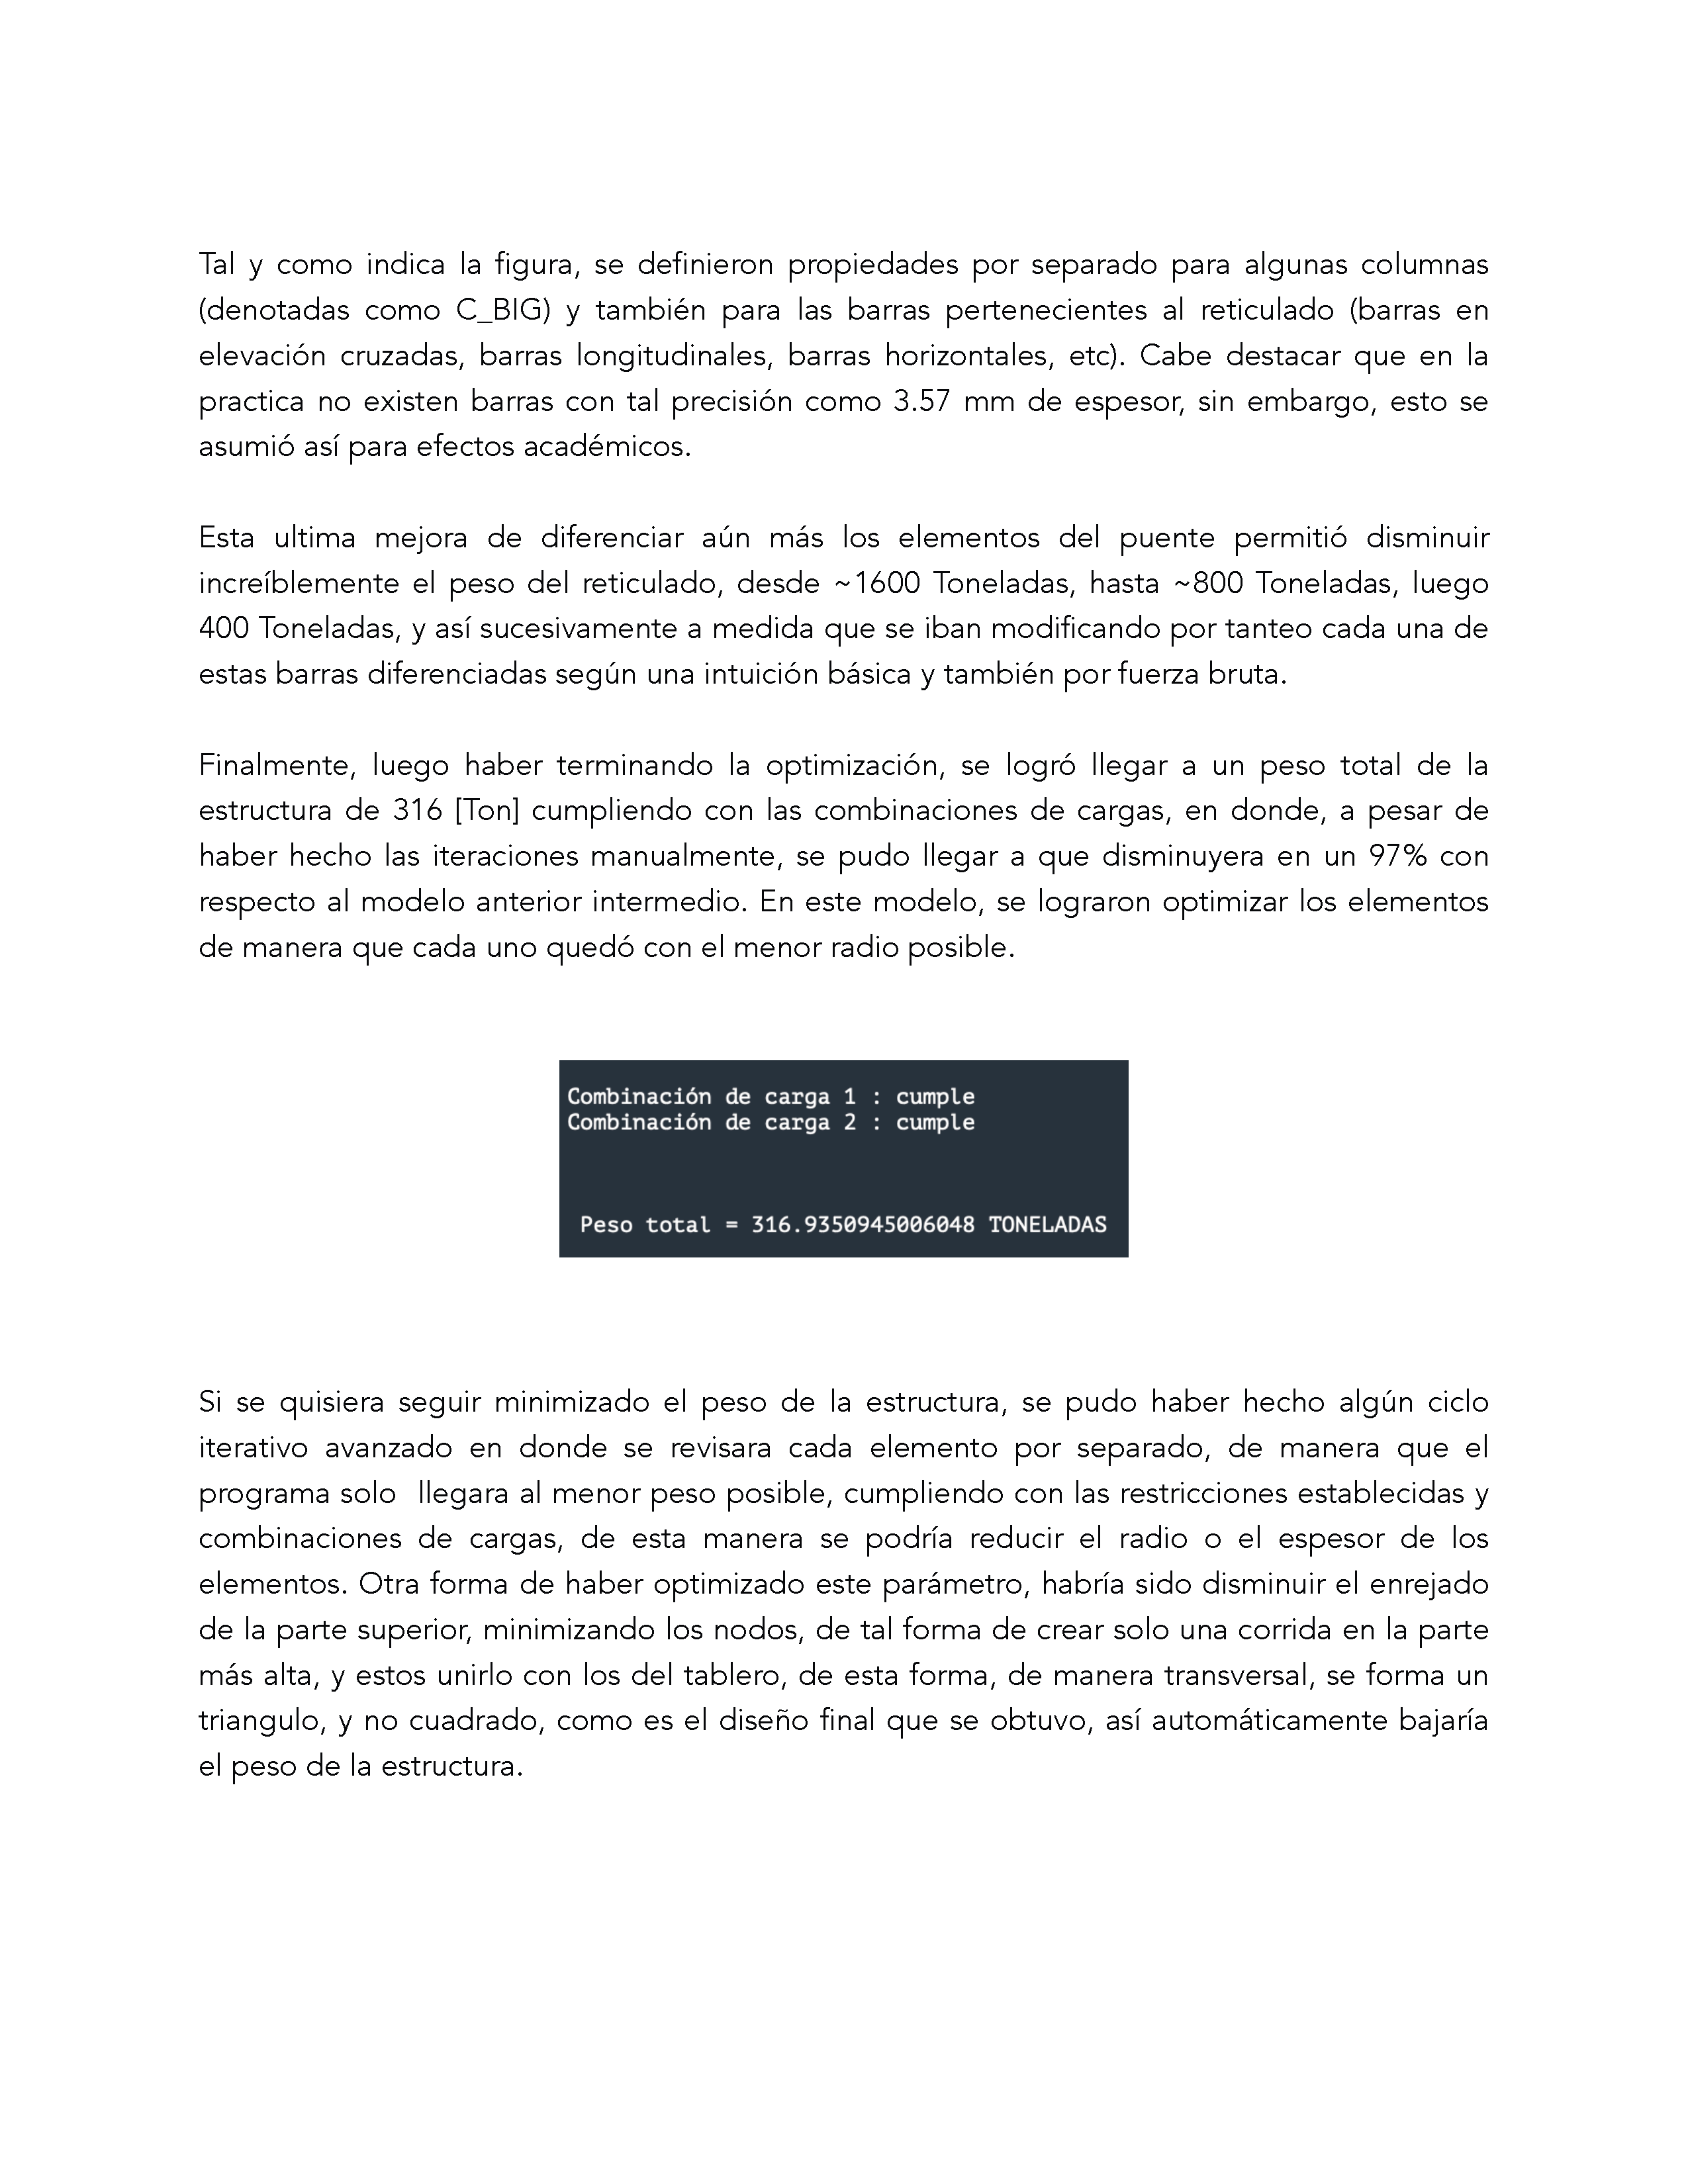 Tal y como indica la figura, se definieron propiedades por separado para algunas columnas
(denotadas como C_BIG) y también para las barras pertenecientes al reticulado (barras en
elevación cruzadas, barras longitudinales, barras horizontales, etc). Cabe destacar que en la
practica no existen barras con tal precisión como 3.57 mm de espesor, sin embargo, esto se
asumió así para efectos académicos.
Esta ultima mejora de diferenciar aún más los elementos del puente permitió disminuir
increíblemente el peso del reticulado, desde ~1600 Toneladas, hasta ~800 Toneladas, luego
400 Toneladas, y así sucesivamente a medida que se iban modificando por tanteo cada una de
estas barras diferenciadas según una intuición básica y también por fuerza bruta.
Finalmente, luego haber terminando la optimización, se logró llegar a un peso total de la
estructura de 316 [Ton] cumpliendo con las combinaciones de cargas, en donde, a pesar de
haber hecho las iteraciones manualmente, se pudo llegar a que disminuyera en un 97% con
respecto al modelo anterior intermedio. En este modelo, se lograron optimizar los elementos
de manera que cada uno quedó con el menor radio posible.
Combinación de carga 1 : cumple
Combinación de carga 2 : cumple
Peso total = 316.9350945006048 TONELADAS
Si se quisiera seguir minimizado el peso de la estructura, se pudo haber hecho algún ciclo
iterativo avanzado en donde se revisara cada elemento por separado, de manera que el
programa solo  llegara al menor peso posible, cumpliendo con las restricciones establecidas y
combinaciones de cargas, de esta manera se podría reducir el radio o el espesor de los
elementos. Otra forma de haber optimizado este parámetro, habría sido disminuir el enrejado
de la parte superior, minimizando los nodos, de tal forma de crear solo una corrida en la parte
más alta, y estos unirlo con los del tablero, de esta forma, de manera transversal, se forma un
triangulo, y no cuadrado, como es el diseño final que se obtuvo, así automáticamente bajaría
el peso de la estructura.